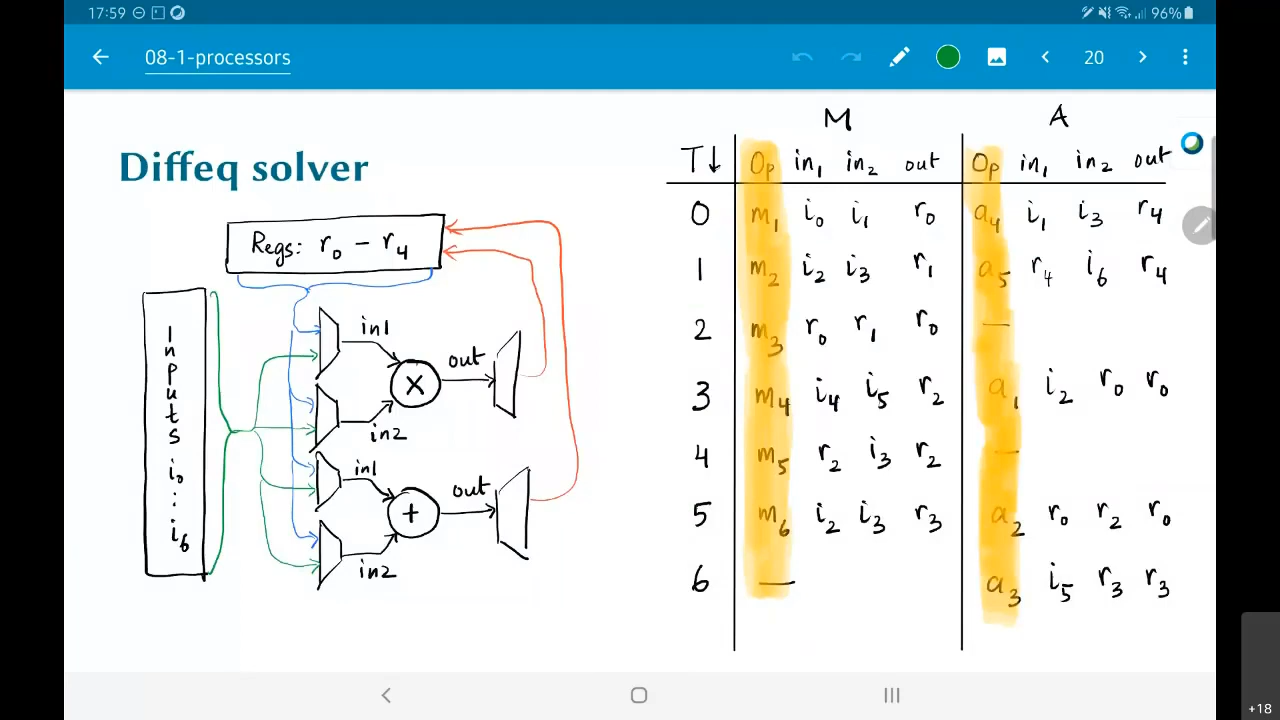 17:59 96%
08-1-processors 20
Diffeq solver
Regs: r0 - r4
Inputs i0 : i6
in1
× out
in2
in1
+ out
in2
M A
T↓ Op in1 in2 out Op in1 in2 out
0 m1 i0 i1 r0 a4 i1 i3 r4
1 m2 i2 i3 r1 a5 r4 i6 r4
2 m3 r0 r1 r0 —
3 m4 i4 i5 r2 a1 i2 r0 r0
4 m5 r2 i3 r2 —
5 m6 i2 i3 r3 a2 r0 r2 r0
6 — a3 i5 r3 r3
+18